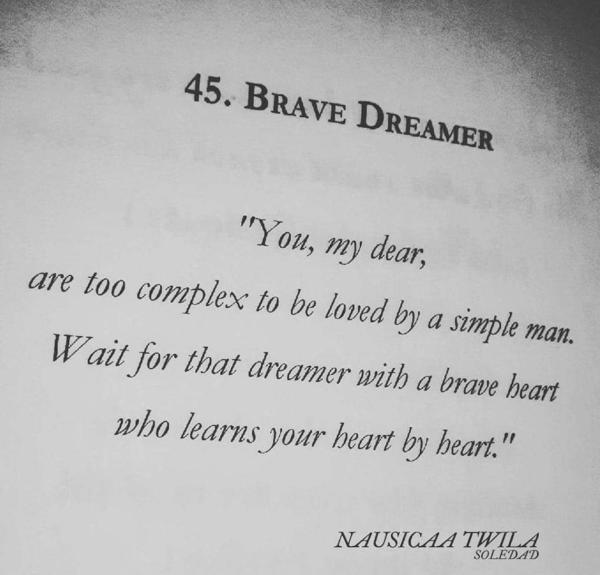 45. BRAVE DREAMER
"You, my dear,
are too complex to be loved by a simple man.
Wait for that dreamer with a brave heart
who learns your heart by heart."
NAUSICAA TWILA
SOLEDAD